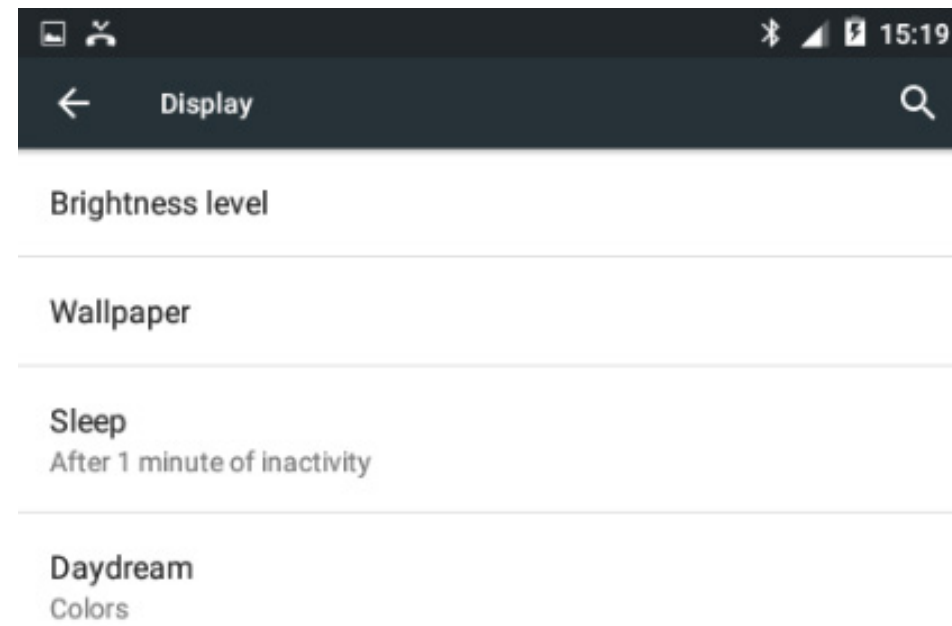 15:19
Display
Brightness level
Wallpaper
Sleep
After 1 minute of inactivity
Daydream
Colors